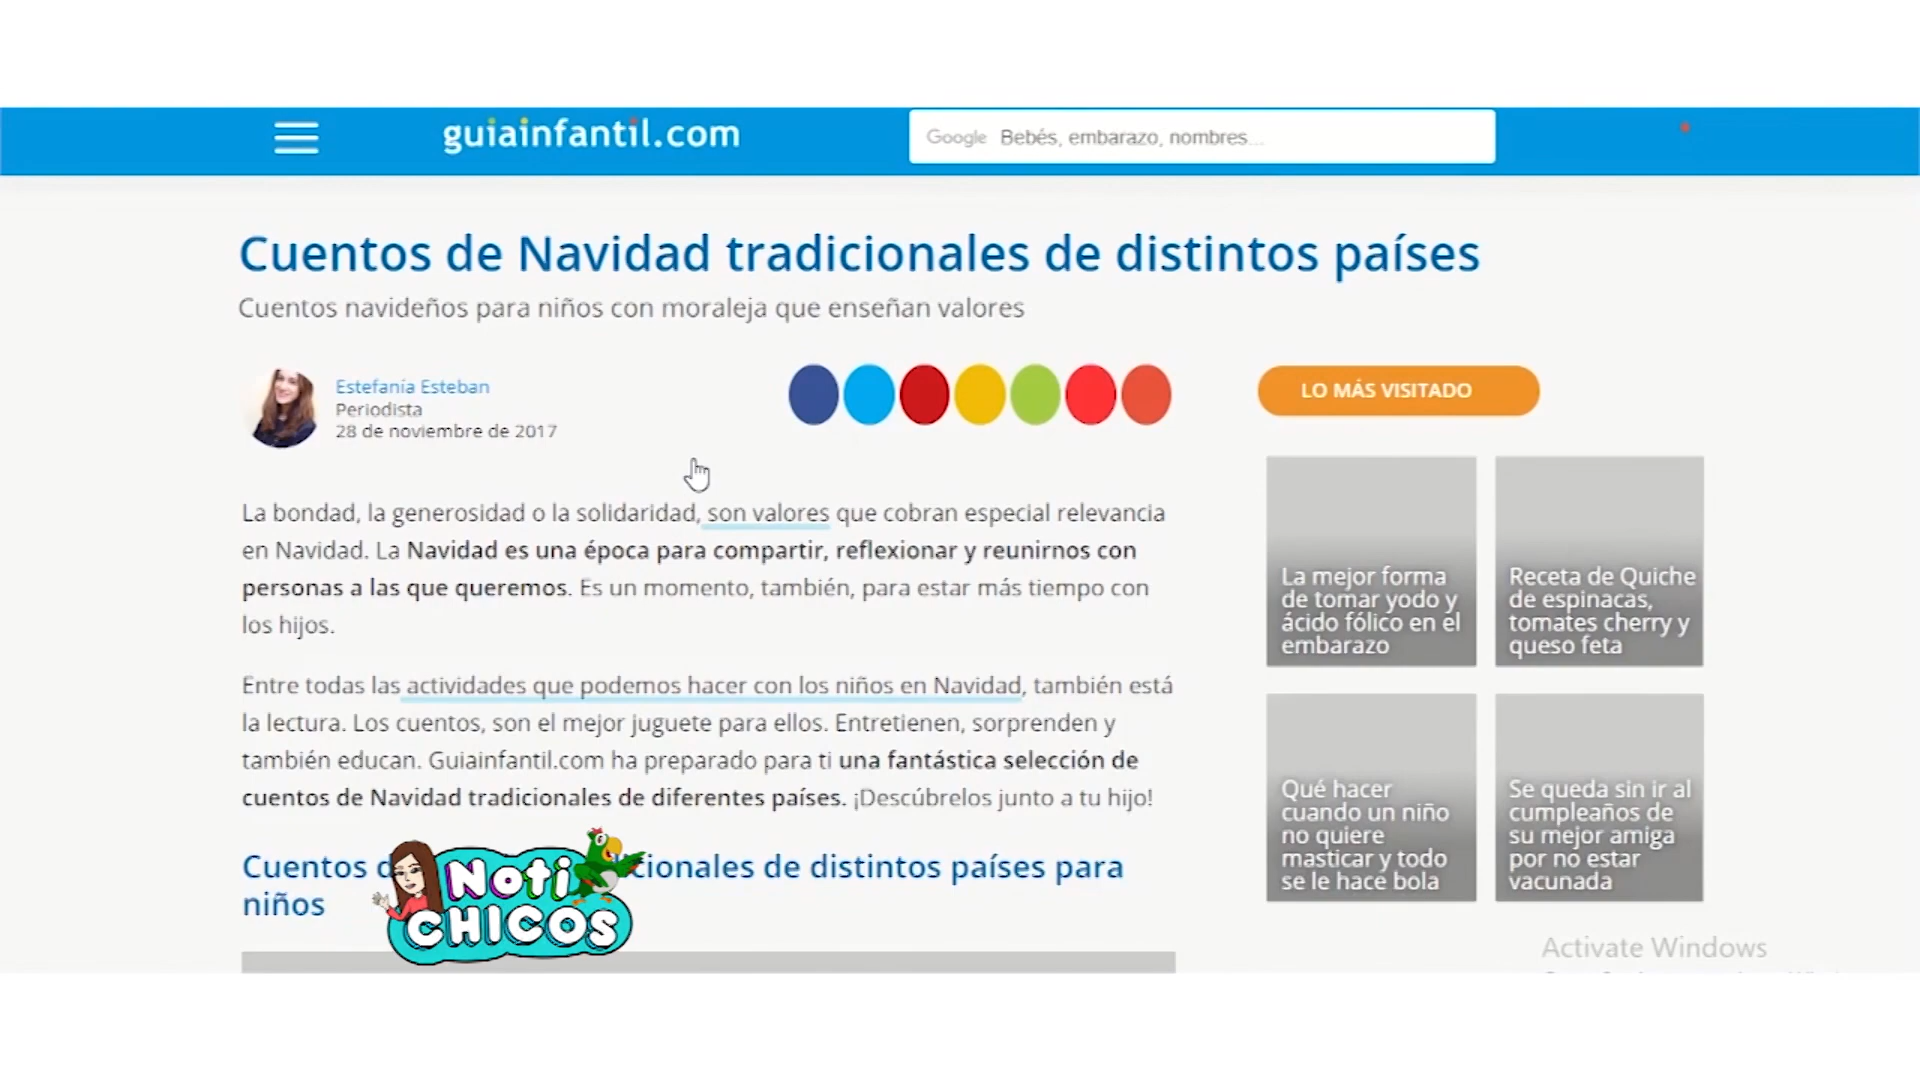 guiainfantil.com
Google Bebés, embarazo, nombres...
Cuentos de Navidad tradicionales de distintos países
Cuentos navideños para niños con moraleja que enseñan valores
Estefanía Esteban
Periodista
28 de noviembre de 2017
La bondad, la generosidad o la solidaridad, son valores que cobran especial relevancia
en Navidad. La Navidad es una época para compartir, reflexionar y reunirnos con
personas a las que queremos. Es un momento, también, para estar más tiempo con
los hijos.
Entre todas las actividades que podemos hacer con los niños en Navidad, también está
la lectura. Los cuentos, son el mejor juguete para ellos. Entretienen, sorprenden y
también educan. Guiainfantil.com ha preparado para ti una fantástica selección de
cuentos de Navidad tradicionales de diferentes países. ¡Descúbrelos junto a tu hijo!
Cuentos d icionales de distintos países para
niños
Noti
CHICOS
LO MÁS VISITADO
La mejor forma
de tomar yodo y
ácido fólico en el
embarazo
Receta de Quiche
de espinacas,
tomates cherry y
queso feta
Qué hacer
cuando un niño
no quiere
masticar y todo
se le hace bola
Se queda sin ir al
cumpleaños de
su mejor amiga
por no estar
vacunada
Activate Windows